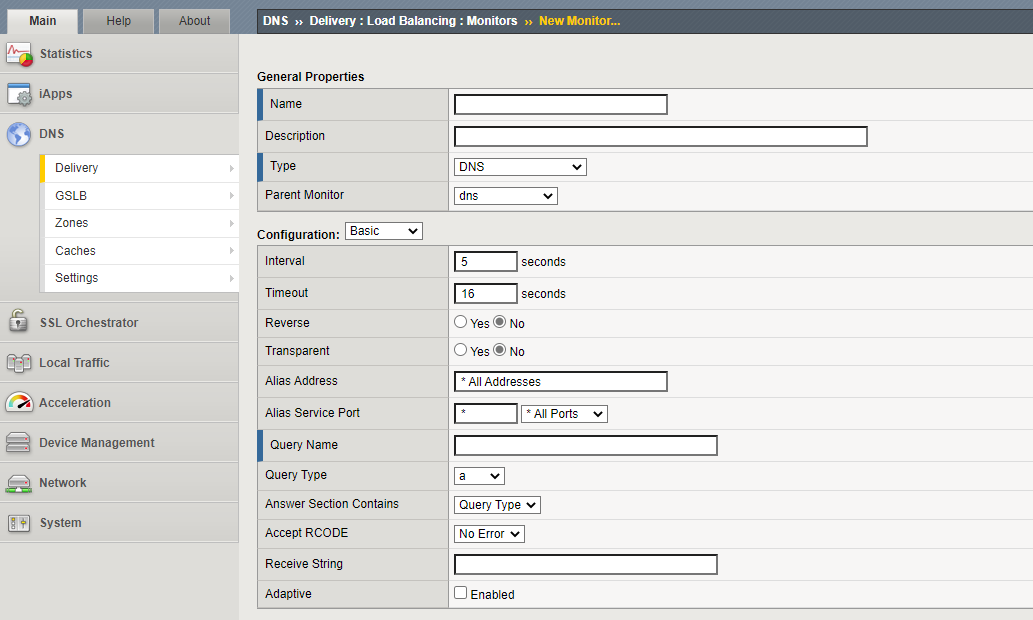 Main Help About
DNS ›› Delivery : Load Balancing : Monitors ›› New Monitor...
Statistics
iApps
DNS
Delivery
GSLB
Zones
Caches
Settings
SSL Orchestrator
Local Traffic
Acceleration
Device Management
Network
System
General Properties
Name
Description
Type DNS
Parent Monitor dns
Configuration: Basic
Interval 5 seconds
Timeout 16 seconds
Reverse Yes No
Transparent Yes No
Alias Address * All Addresses
Alias Service Port * * All Ports
Query Name
Query Type a
Answer Section Contains Query Type
Accept RCODE No Error
Receive String
Adaptive Enabled